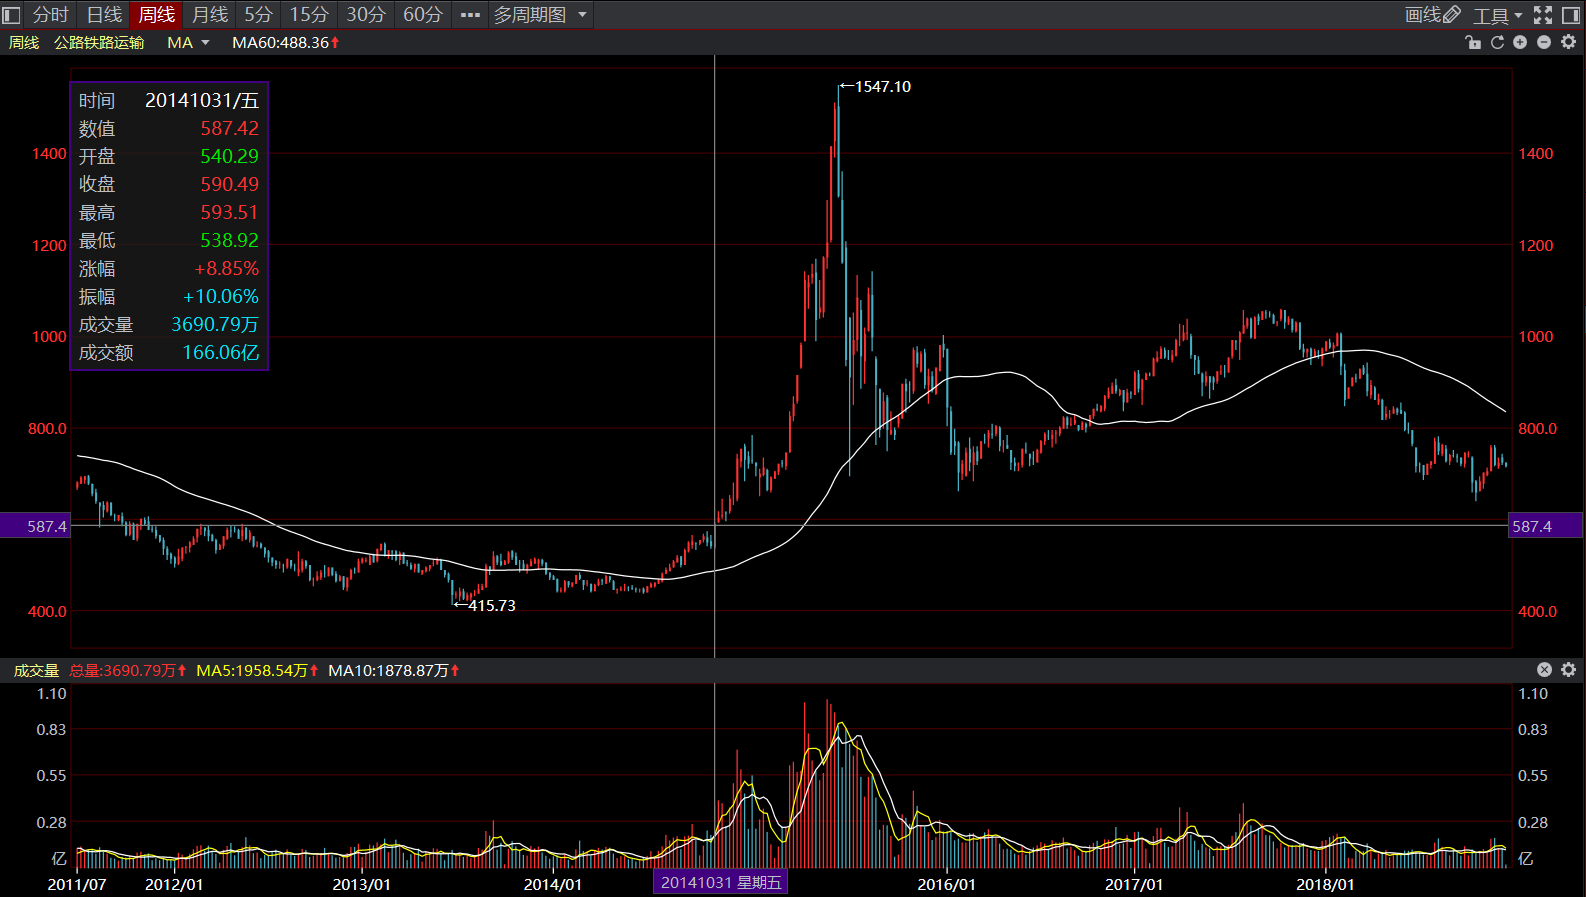 分时 日线 周线 月线 5分 15分 30分 60分 ••• 多周期图 画线 工具
周线 公路铁路运输 MA MA60:488.36↑
时间 20141031/五
数值 587.42
开盘 540.29
收盘 590.49
最高 593.51
最低 538.92
涨幅 +8.85%
振幅 +10.06%
成交量 3690.79万
成交额 166.06亿
←1547.10
1400 1400
1200 1200
1000 1000
800.0 800.0
587.4 587.4
←415.73
400.0 400.0
成交量 总量:3690.79万↑ MA5:1958.54万↑ MA10:1878.87万↑
1.10 1.10
0.83 0.83
0.55 0.55
0.28 0.28
亿 亿
2011/07 2012/01 2013/01 2014/01 20141031 星期五 2016/01 2017/01 2018/01